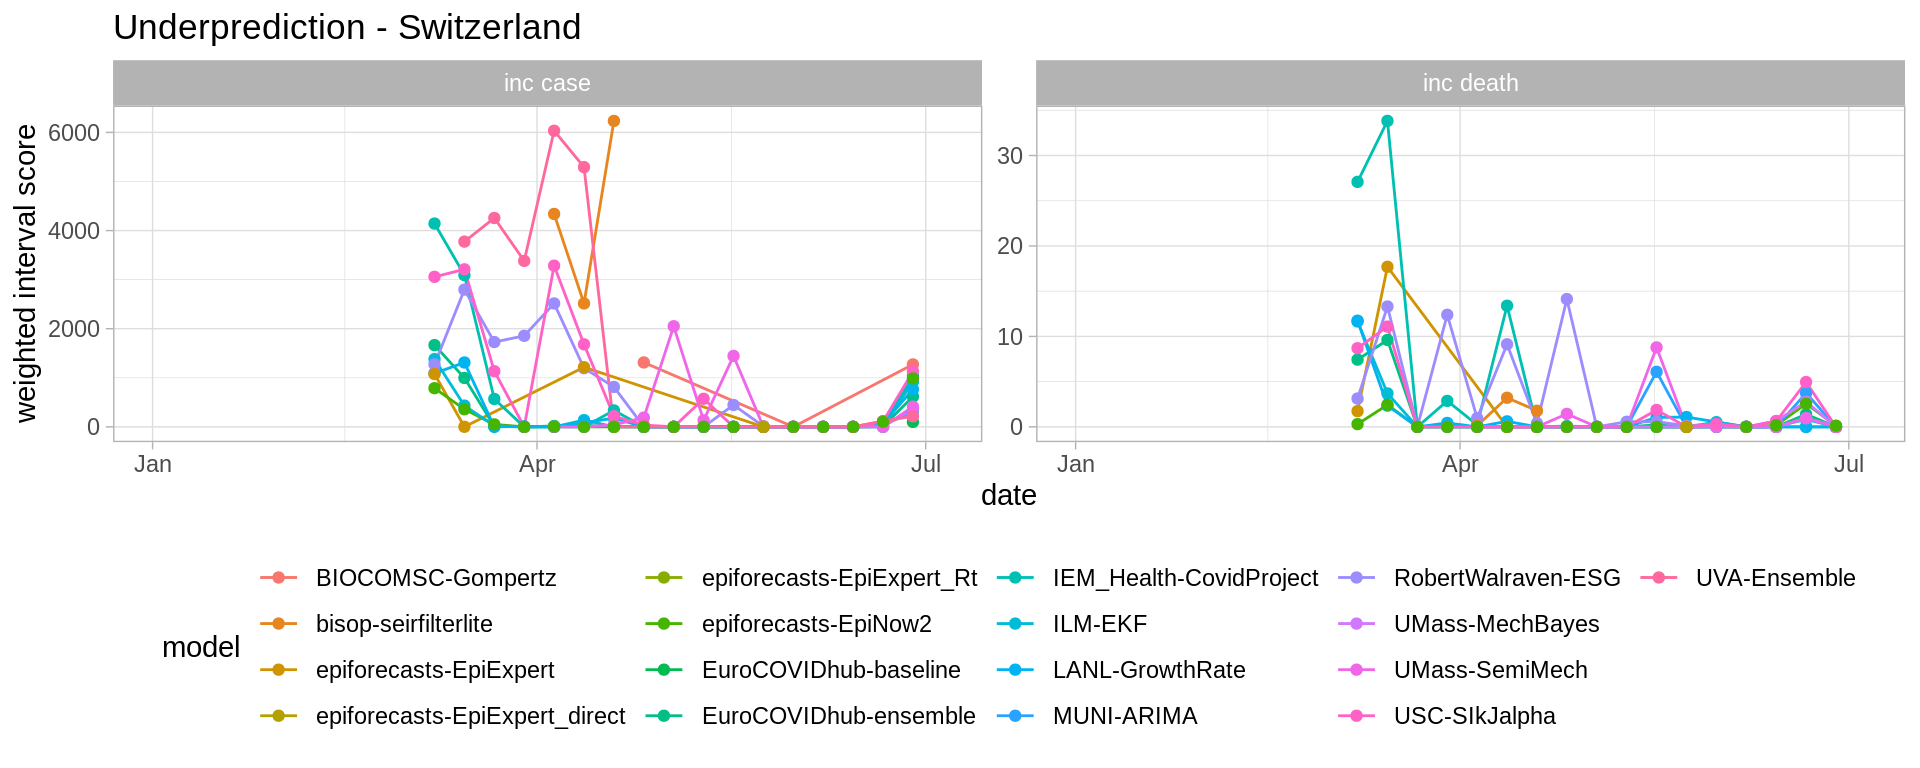 Underprediction - Switzerland
inc case
inc death
weighted interval score
6000
4000
2000
0
30
20
10
0
Jan
Apr
Jul
Jan
Apr
Jul
date
model
BIOCOMSC-Gompertz
bisop-seirfilterlite
epiforecasts-EpiExpert
epiforecasts-EpiExpert_direct
epiforecasts-EpiExpert_Rt
epiforecasts-EpiNow2
EuroCOVIDhub-baseline
EuroCOVIDhub-ensemble
IEM_Health-CovidProject
ILM-EKF
LANL-GrowthRate
MUNI-ARIMA
RobertWalraven-ESG
UMass-MechBayes
UMass-SemiMech
USC-SIkJalpha
UVA-Ensemble